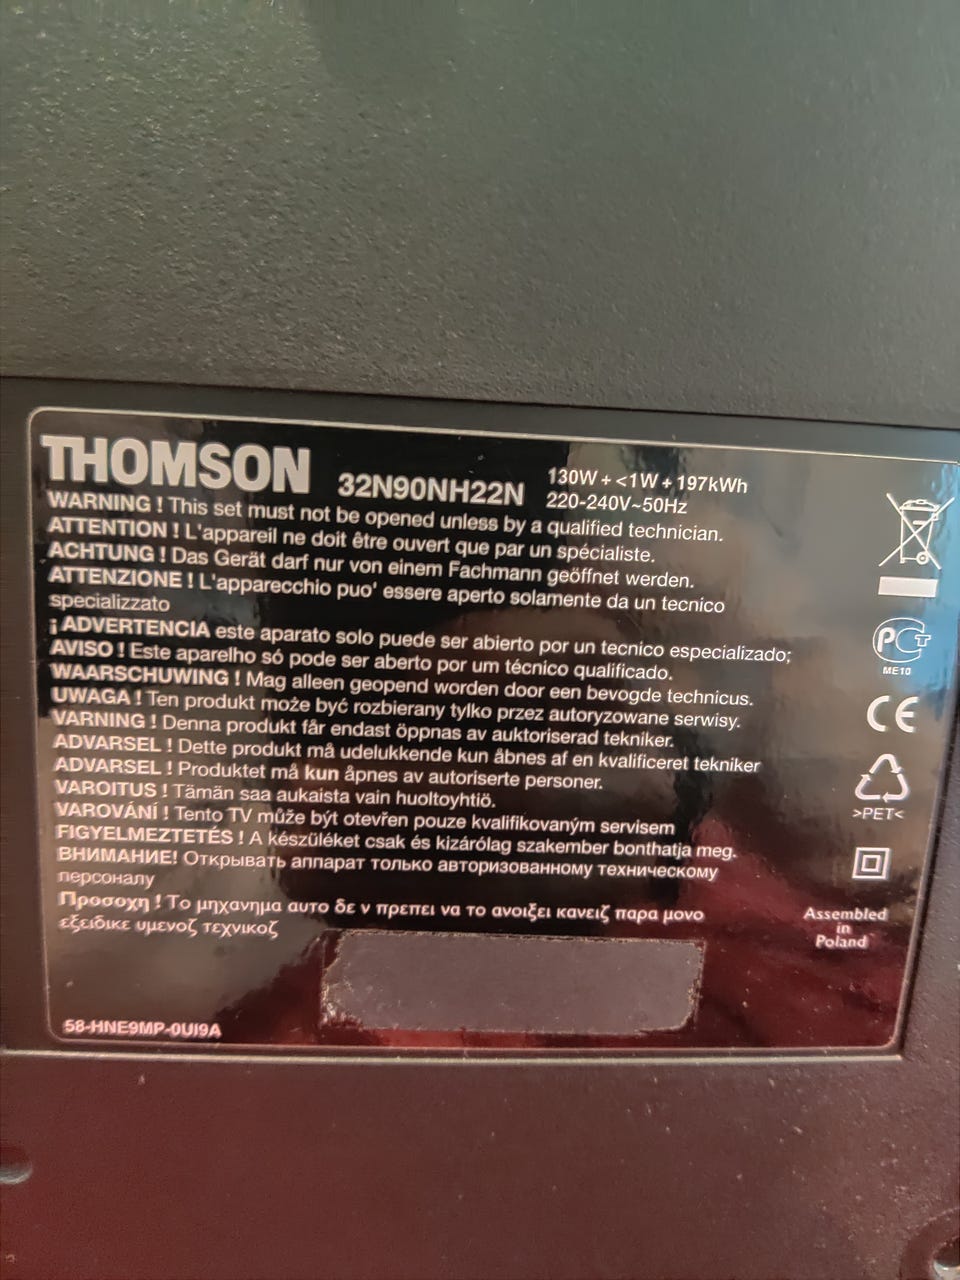 THOMSON 32N90NH22N 130W + <1W + 197kWh
220-240V~50Hz
WARNING ! This set must not be opened unless by a qualified technician.
ATTENTION ! L'appareil ne doit être ouvert que par un spécialiste.
ACHTUNG ! Das Gerät darf nur von einem Fachmann geöffnet werden.
ATTENZIONE ! L'apparecchio puo' essere aperto solamente da un tecnico
specializzato
¡ ADVERTENCIA este aparato solo puede ser abierto por un tecnico especializado;
AVISO ! Este aparelho só pode ser aberto por um técnico qualificado.
WAARSCHUWING ! Mag alleen geopend worden door een bevogde technicus.
UWAGA ! Ten produkt może być rozbierany tylko przez autoryzowane serwisy.
VARNING ! Denna produkt får endast öppnas av auktoriserad tekniker.
ADVARSEL ! Dette produkt må udelukkende kun åbnes af en kvalificeret tekniker
ADVARSEL ! Produktet må kun åpnes av autoriserte personer.
VAROITUS ! Tämän saa aukaista vain huoltoyhtiö.
VAROVÁNÍ ! Tento TV může být otevřen pouze kvalifikovaným servisem
FIGYELMEZTETÉS ! A készüléket csak és kizárólag szakember bonthatja meg.
ВНИМАНИЕ! Открывать аппарат только авторизованному техническому
персоналу
Προσοχη ! Το μηχανημα αυτο δε ν πρεπει να το ανοιξει κανειζ παρα μονο
εξειδικε υμενοζ τεχνικοζ
58-HNE9MP-0UI9A
PCT
ME10
CE
>PET<
Assembled
in
Poland